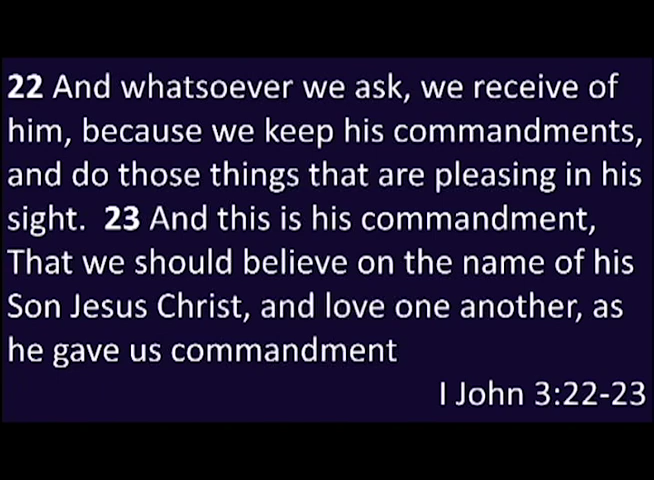 22 And whatsoever we ask, we receive of
him, because we keep his commandments,
and do those things that are pleasing in his
sight.  23 And this is his commandment,
That we should believe on the name of his
Son Jesus Christ, and love one another, as
he gave us commandment
I John 3:22-23